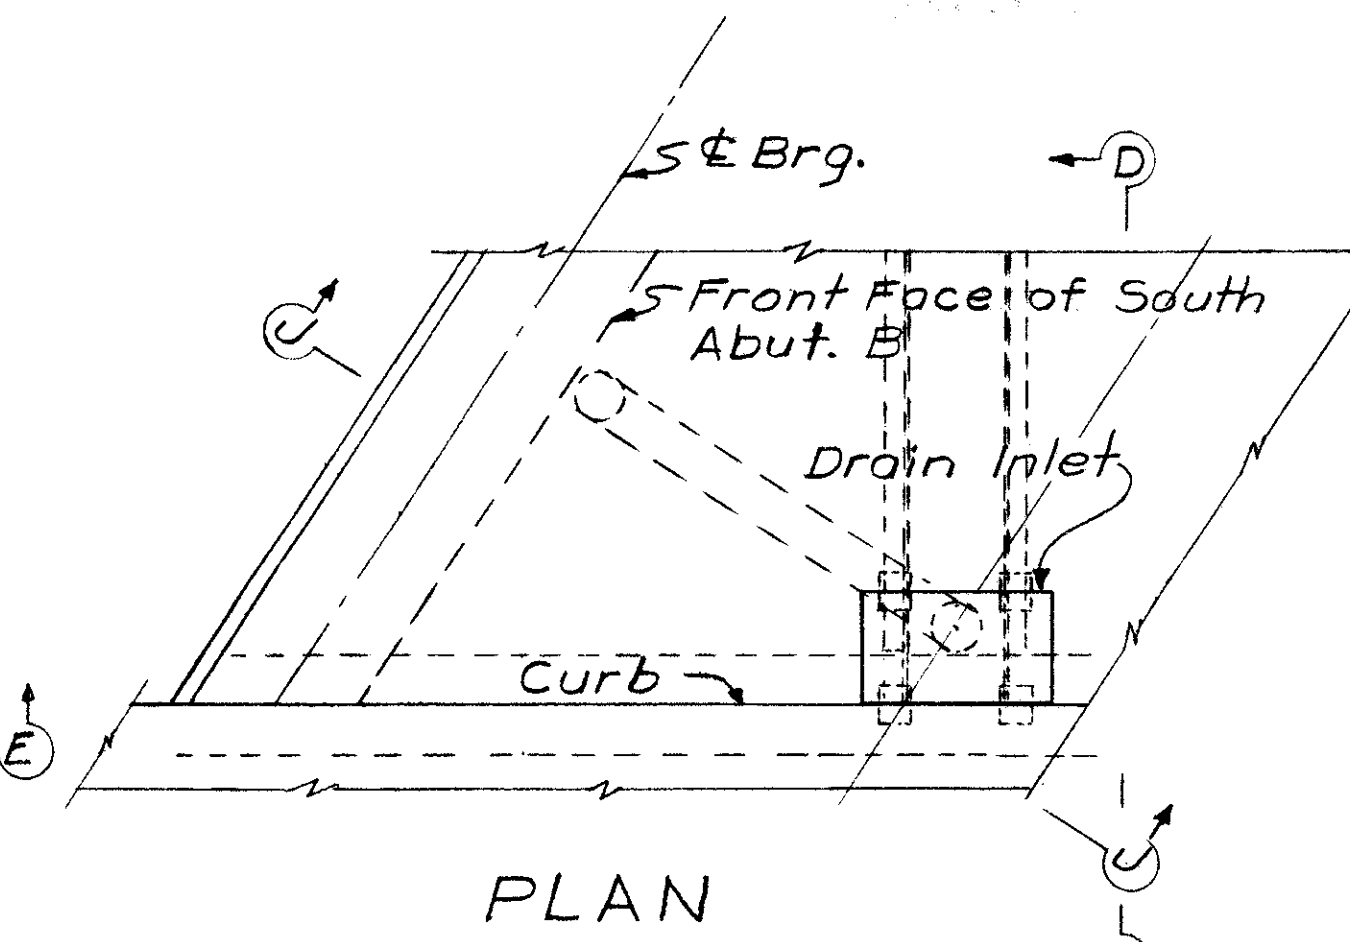 ℄ Brg.
D
Front Face of South
Abut. B
J
Drain Inlet
Curb
E
J
PLAN